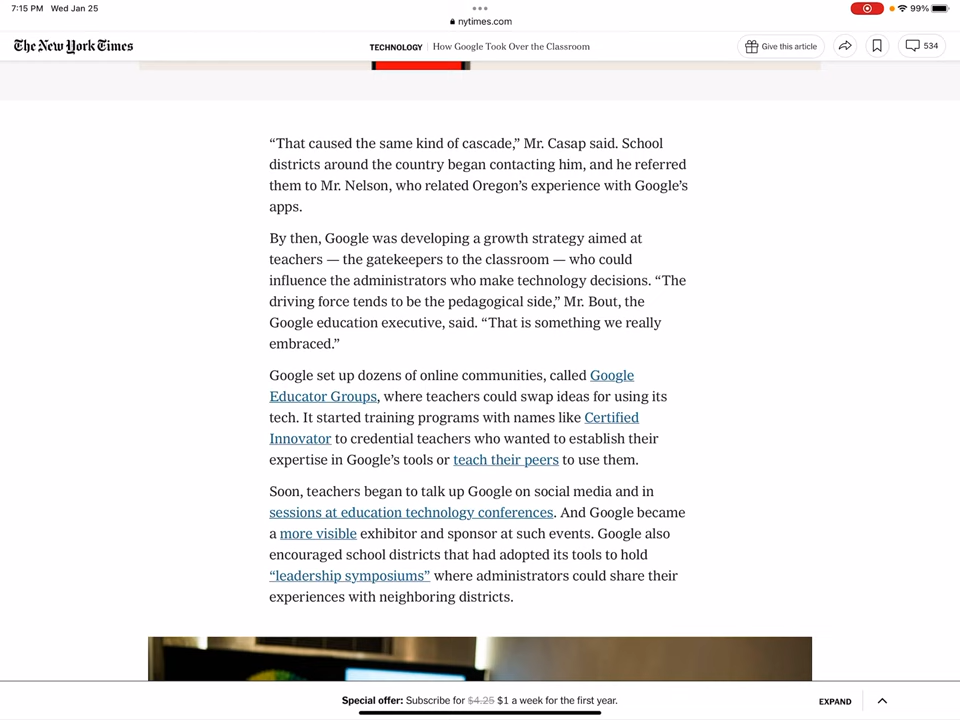 7:15 PM Wed Jan 25
99%
nytimes.com
The New York Times
TECHNOLOGY | How Google Took Over the Classroom
Give this article
534
“That caused the same kind of cascade,” Mr. Casap said. School
districts around the country began contacting him, and he referred
them to Mr. Nelson, who related Oregon’s experience with Google’s
apps.
By then, Google was developing a growth strategy aimed at
teachers — the gatekeepers to the classroom — who could
influence the administrators who make technology decisions. “The
driving force tends to be the pedagogical side,” Mr. Bout, the
Google education executive, said. “That is something we really
embraced.”
Google set up dozens of online communities, called Google
Educator Groups, where teachers could swap ideas for using its
tech. It started training programs with names like Certified
Innovator to credential teachers who wanted to establish their
expertise in Google’s tools or teach their peers to use them.
Soon, teachers began to talk up Google on social media and in
sessions at education technology conferences. And Google became
a more visible exhibitor and sponsor at such events. Google also
encouraged school districts that had adopted its tools to hold
“leadership symposiums” where administrators could share their
experiences with neighboring districts.
Special offer: Subscribe for $4.25 $1 a week for the first year.
EXPAND